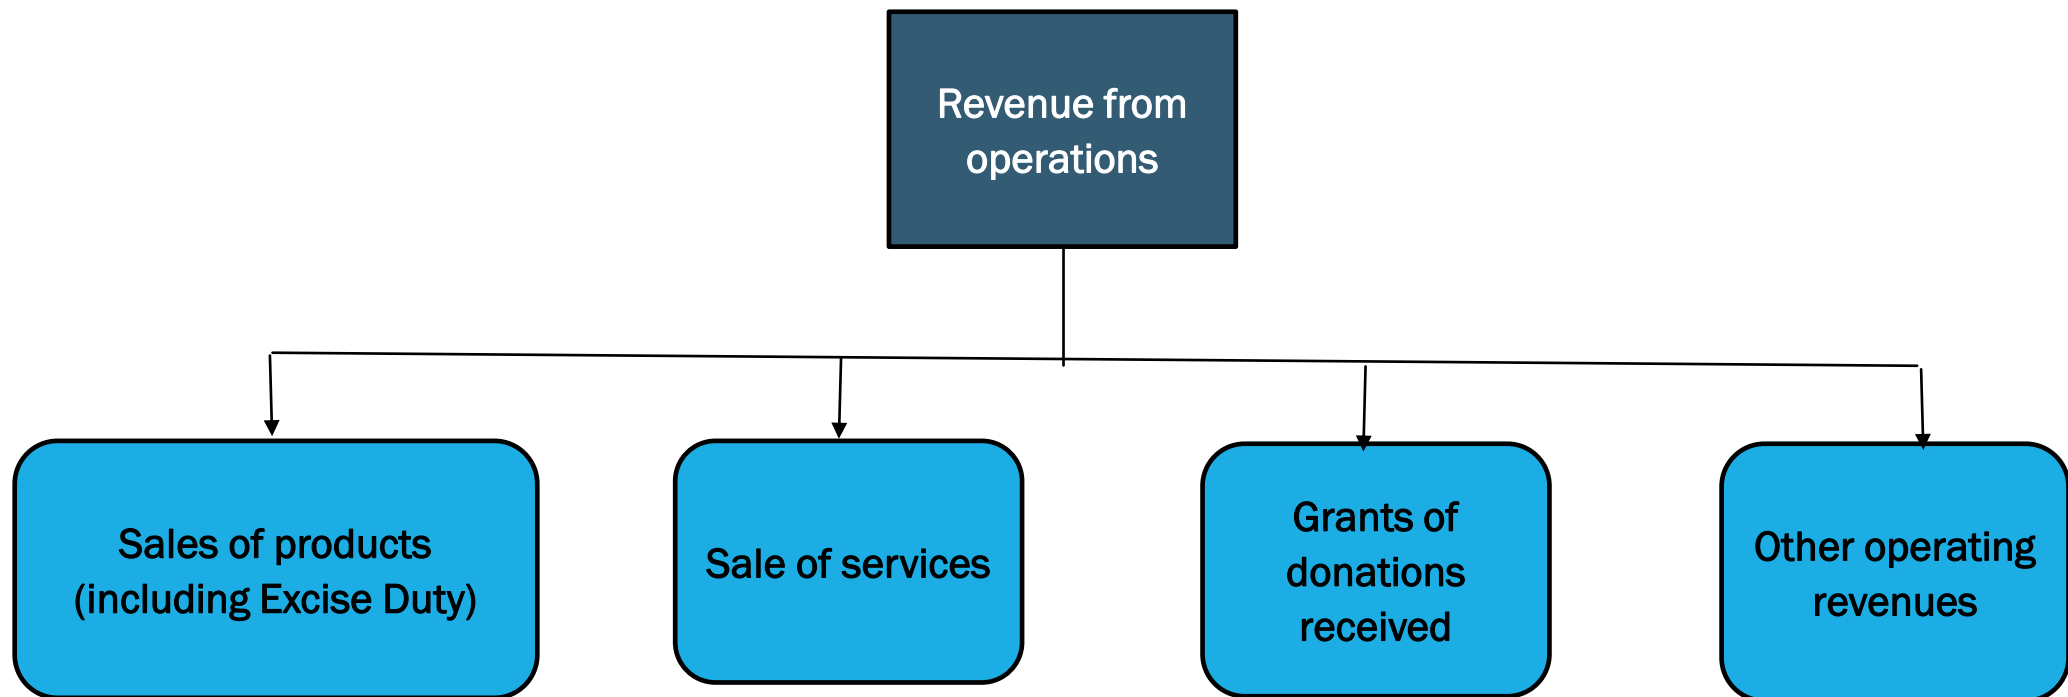 Revenue from
operations
Sales of products
(including Excise Duty)
Sale of services
Grants of
donations
received
Other operating
revenues